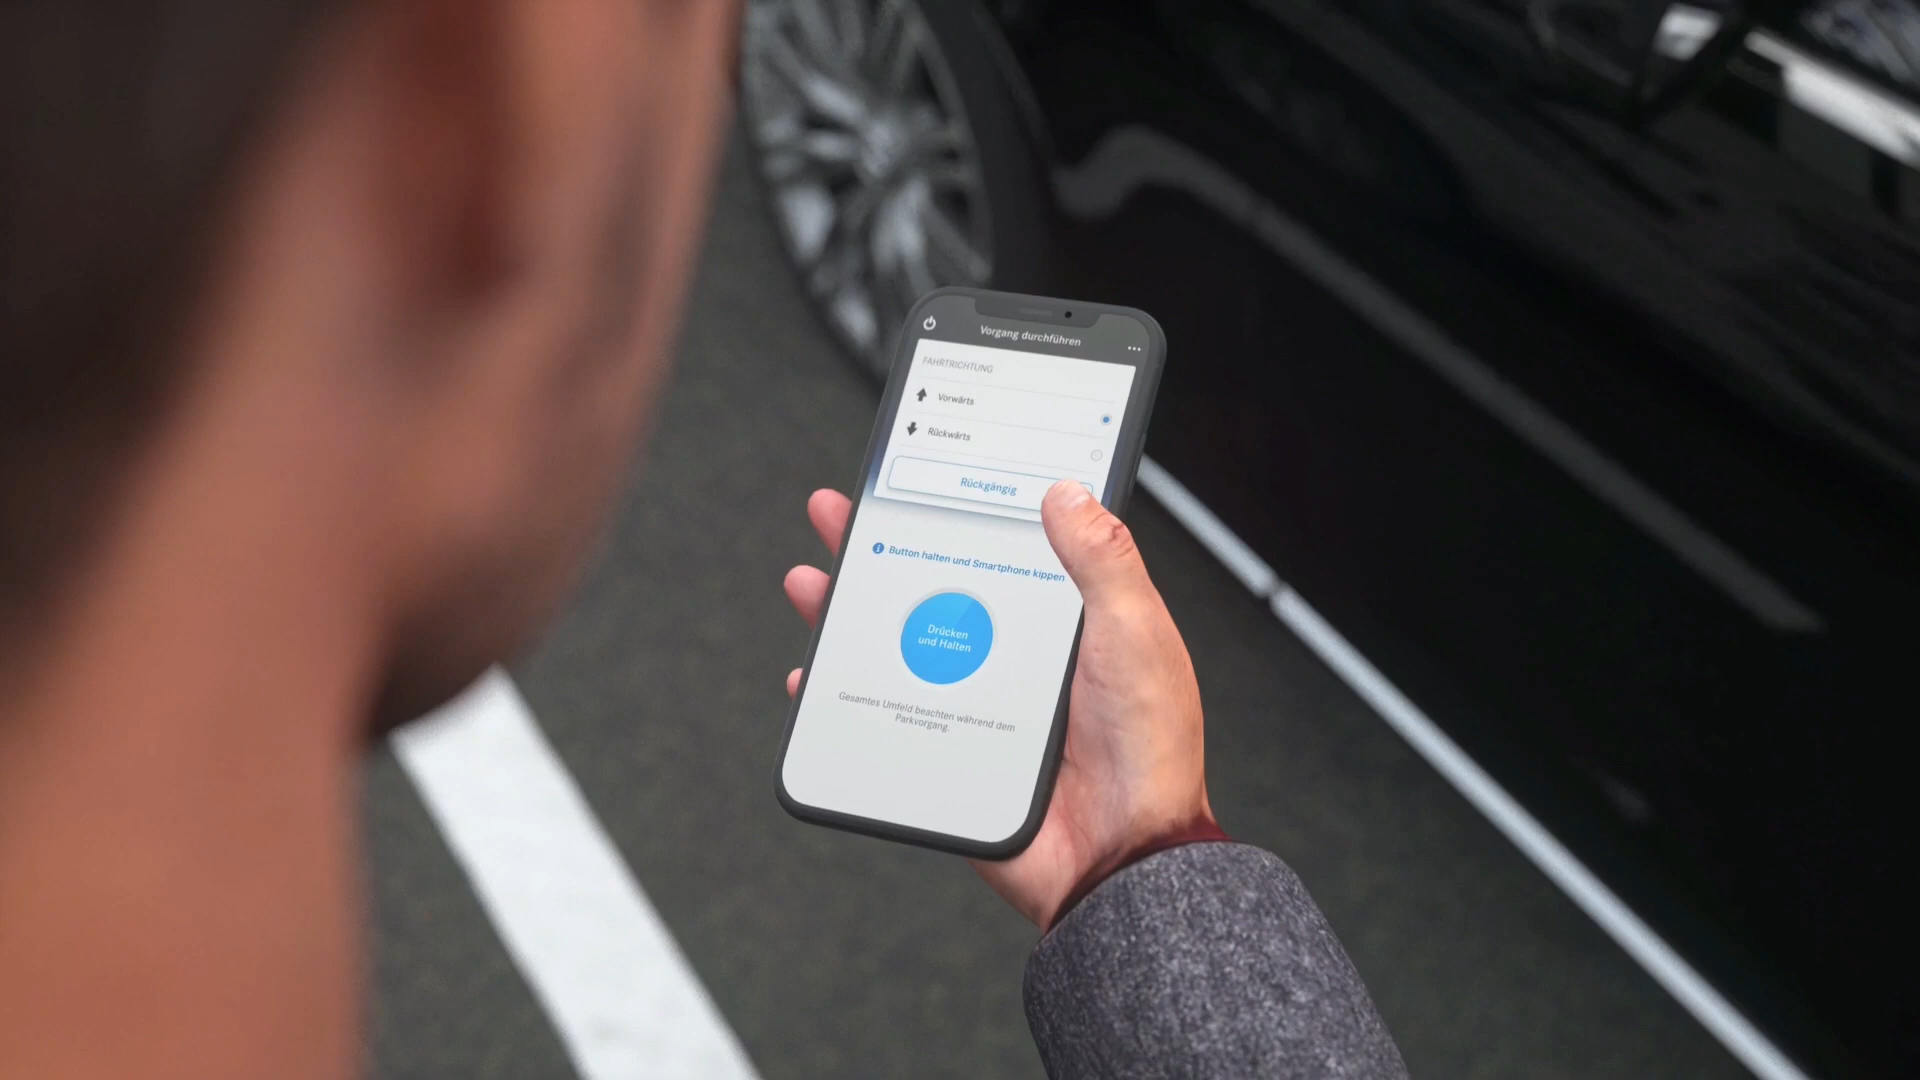 Vorgang durchführen
FAHRTRICHTUNG
Vorwärts
Rückwärts
Rückgängig
Button halten und Smartphone kippen
Drücken
und Halten
Gesamtes Umfeld beachten während dem
Parkvorgang.